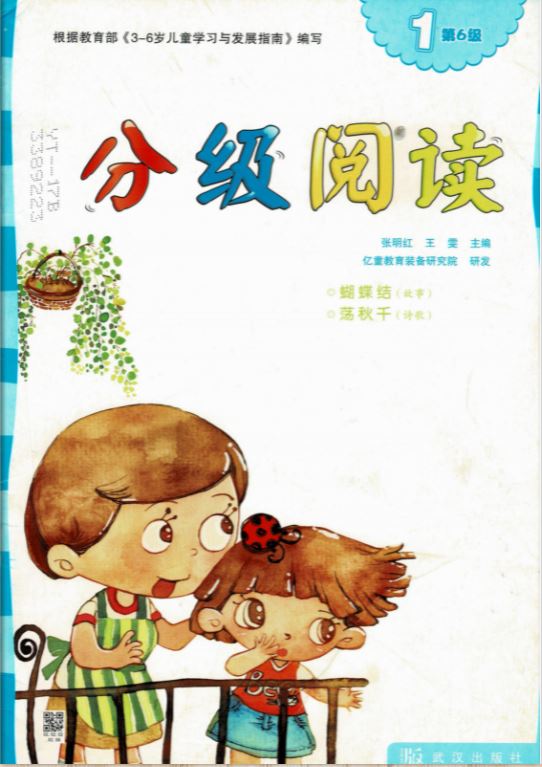 1 第6级
根据教育部《3-6岁儿童学习与发展指南》编写
YT-17B
3389223
分级阅读
张明红 王雯 主编
亿童教育装备研究院 研发
蝴蝶结（故事）
荡秋千（诗歌）
武汉出版社